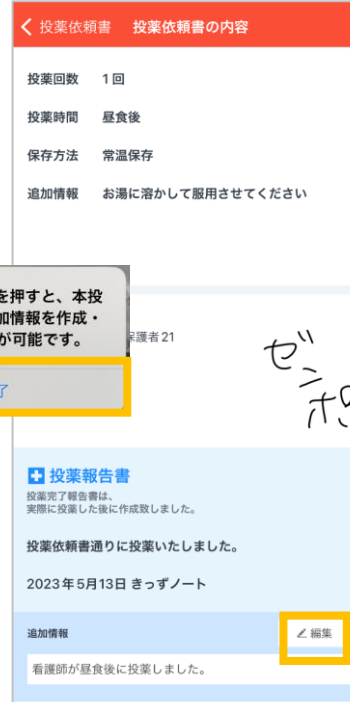 投薬依頼書 投薬依頼書の内容
投薬回数 1回
投薬時間 昼食後
保存方法 常温保存
追加情報 お湯に溶かして服用させてください
を押すと、本投
加情報を作成・
が可能です。
了
護者21
ゼン
ポ
投薬報告書
投薬完了報告書は、
実際に投薬した後に作成致しました。
投薬依頼書通りに投薬いたしました。
2023年5月13日 きっずノート
追加情報
編集
看護師が昼食後に投薬しました。